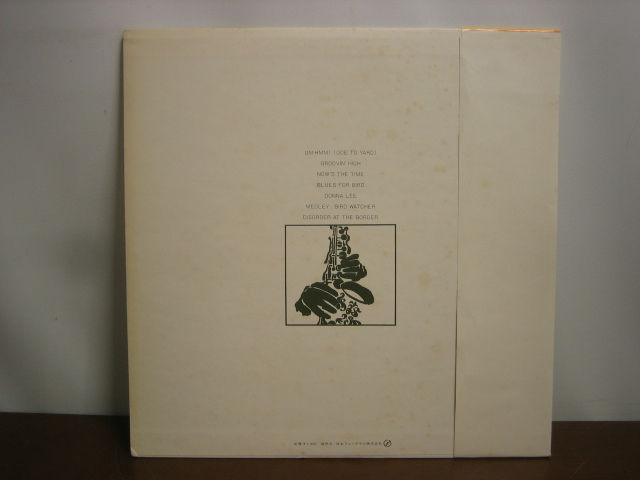 UMHMM (ODE TO YARD)
GROOVIN' HIGH
NOW'S THE TIME
BLUES FOR BIRD
DONNA LEE
MEDLEY: BIRD WATCHER
DISORDER AT THE BORDER